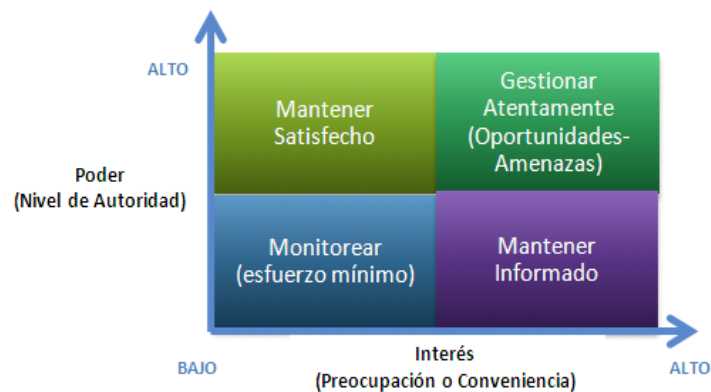 ALTO
Mantener
Satisfecho
Gestionar
Atentamente
(Oportunidades-
Amenazas)
Poder
(Nivel de Autoridad)
Monitorear
(esfuerzo mínimo)
Mantener
Informado
BAJO
Interés
(Preocupación o Conveniencia)
ALTO